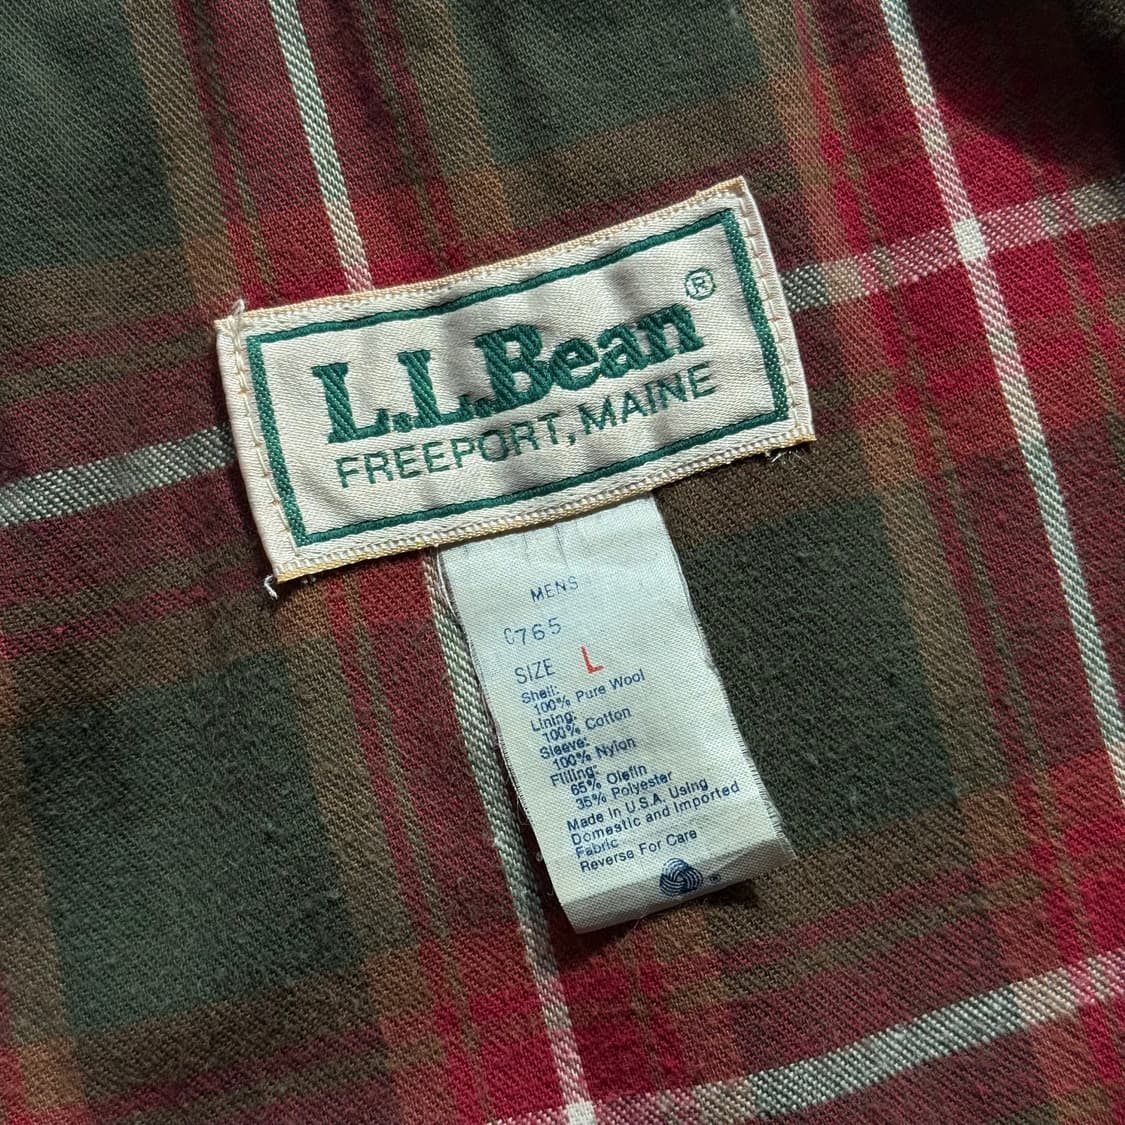 L.L.Bean®
FREEPORT, MAINE
MENS
C765
SIZE L
Shell:
100% Pure Wool
Lining:
100% Cotton
Sleeve:
100% Nylon
Filling:
65% Olefin
35% Polyester
Made in U.S.A. Using
Domestic and Imported
Fabric
Reverse For Care